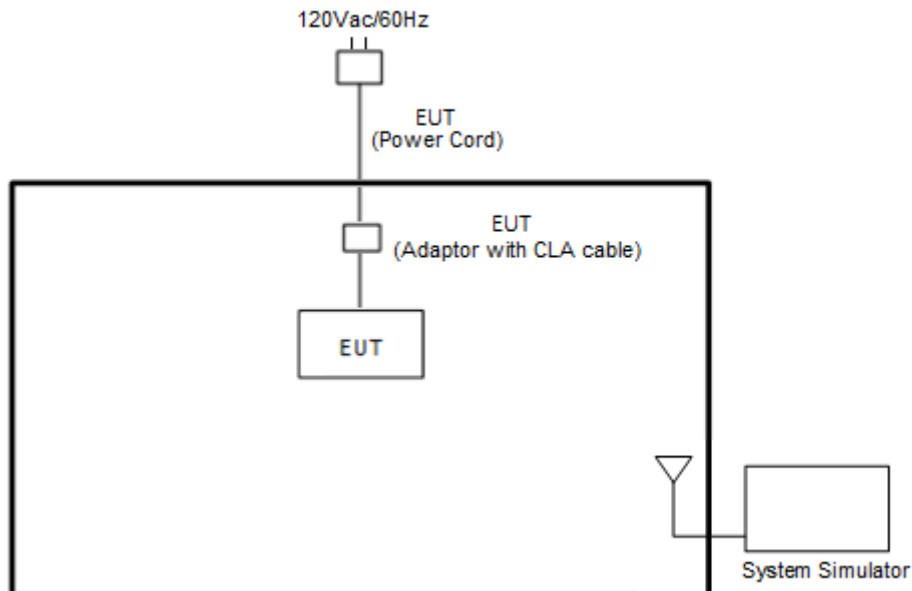 120Vac/60Hz
EUT
(Power Cord)
EUT
(Adaptor with CLA cable)
EUT
System Simulator